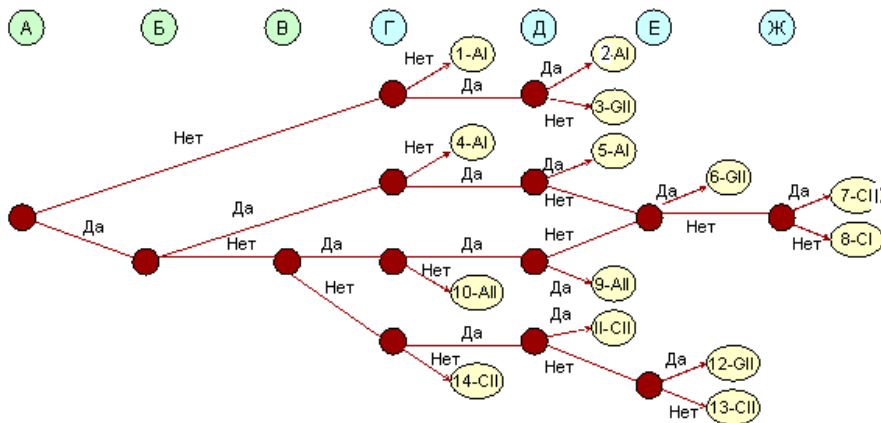 А Б В Г Д Е Ж
Нет 1-AI Да 2-AI
Да
Нет 3-GII
Нет
Нет 4-AI 5-AI
Да Да 6-GII
Да Да 7-CII
Да Нет Нет
Да Нет Да Да Нет Нет 8-CI
Нет 9-AII
Нет 10-AII Да
Да II-CII
Да Да 12-GII
Нет Нет
14-CII Нет 13-CII